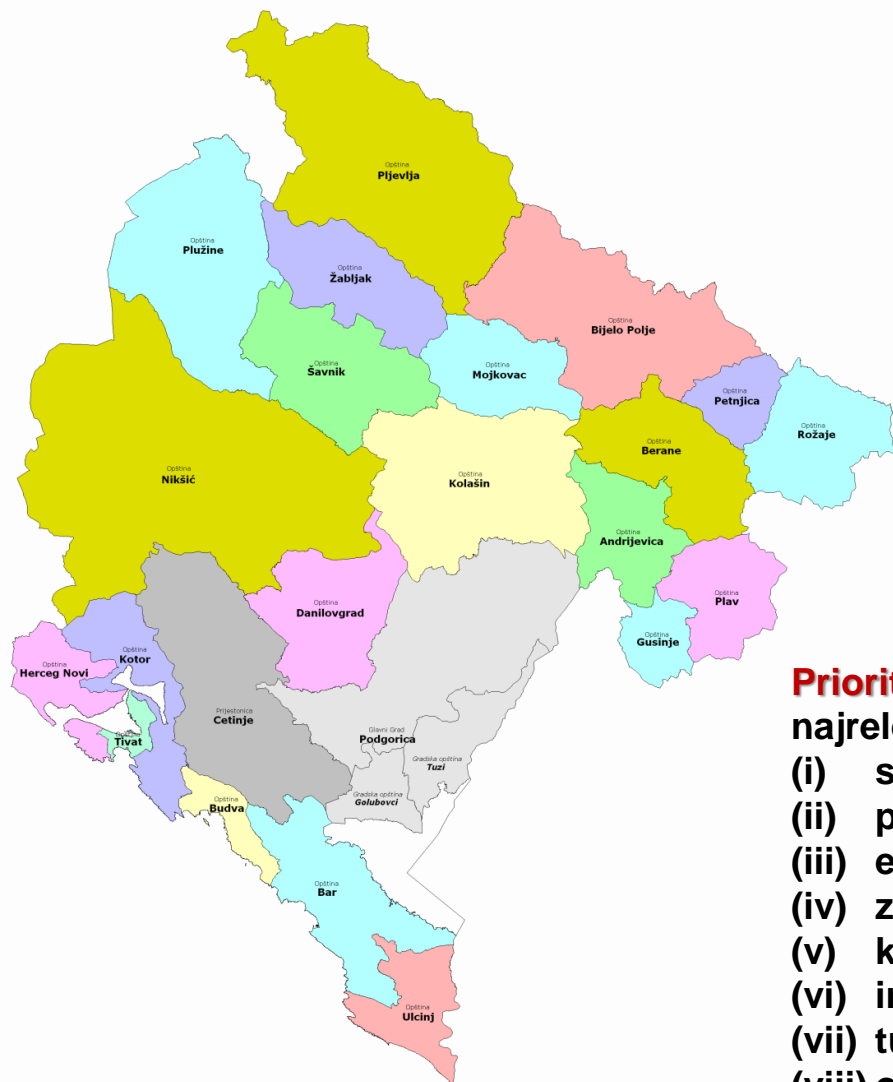 Opština
Pljevlja
Opština
Plužine
Opština
Žabljak
Opština
Bijelo Polje
Opština
Šavnik
Opština
Mojkovac
Opština
Petnjica
Opština
Rožaje
Opština
Berane
Opština
Nikšić
Opština
Kolašin
Opština
Andrijevica
Opština
Plav
Opština
Danilovgrad
Opština
Gusinje
Opština
Kotor
Opština
Herceg Novi
Prijestonica
Cetinje
Glavni Grad
Podgorica
Tivat
Gradska opština
Tuzi
Gradska opština
Golubovci
Opština
Budva
Opština
Bar
Opština
Ulcinj
Priorit
(i) s
(ii) p
(iii) e
(iv) z
(v) k
(vi) i
(vii) tu
(viii)